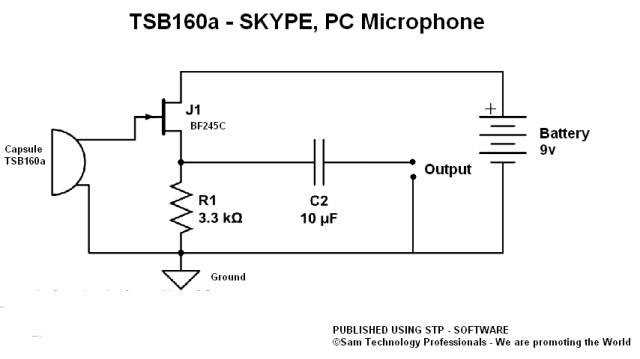 TSB160a - SKYPE, PC Microphone
J1
BF245C
Capsule
TSB160a
+
Battery
9v
Output
R1
3.3 kΩ
C2
10 µF
Ground
PUBLISHED USING STP - SOFTWARE
©Sam Technology Professionals - We are promoting the World